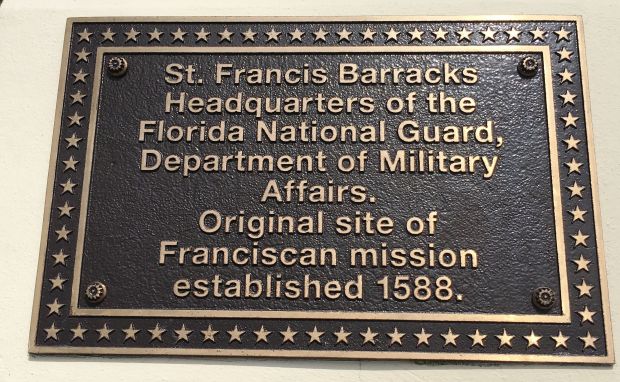 St. Francis Barracks
Headquarters of the
Florida National Guard,
Department of Military
Affairs.
Original site of
Franciscan mission
established 1588.